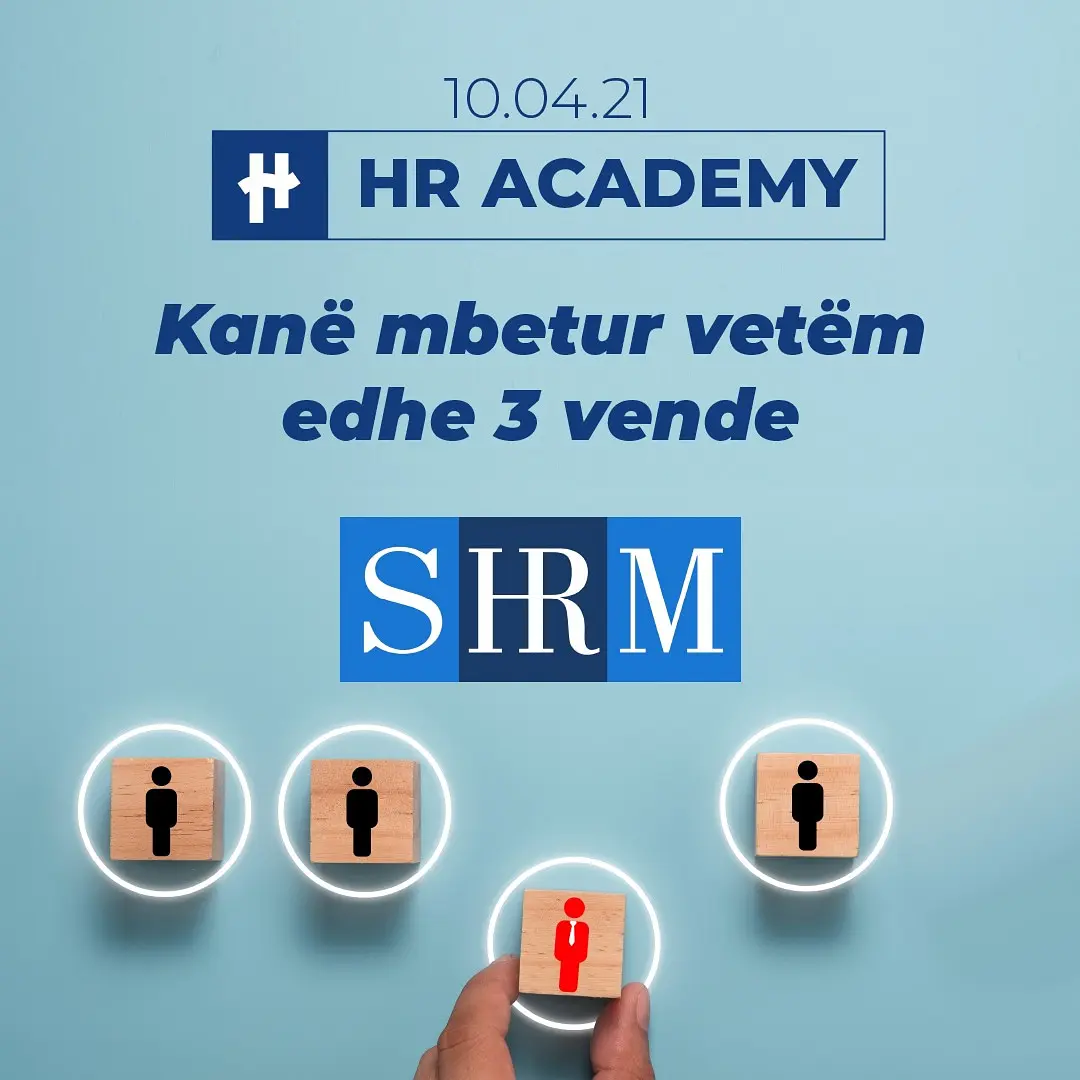 10.04.21
HR ACADEMY
Kanë mbetur vetëm
edhe 3 vende
SHRM